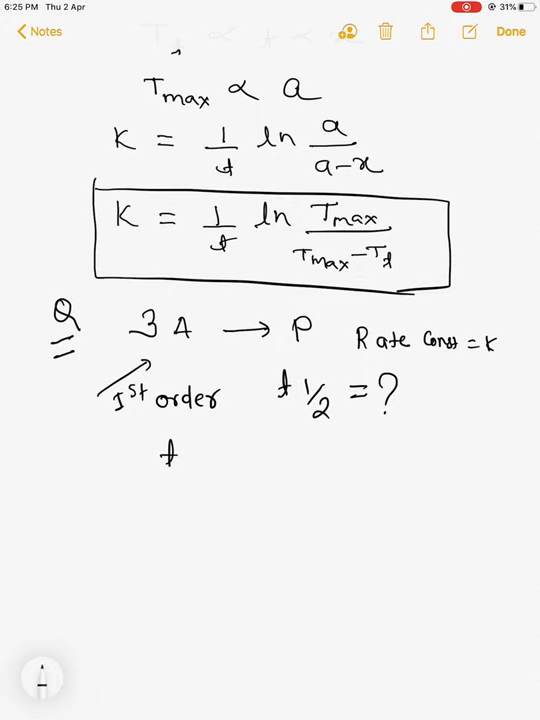 6:25 PM Thu 2 Apr 31%
Notes Done
Tmax ∝ a
K = 1/t ln a/a-x
K = 1/t ln Tmax/Tmax-Tt
Q 3A → P Rate Const = K
1st order t 1/2 = ?
t